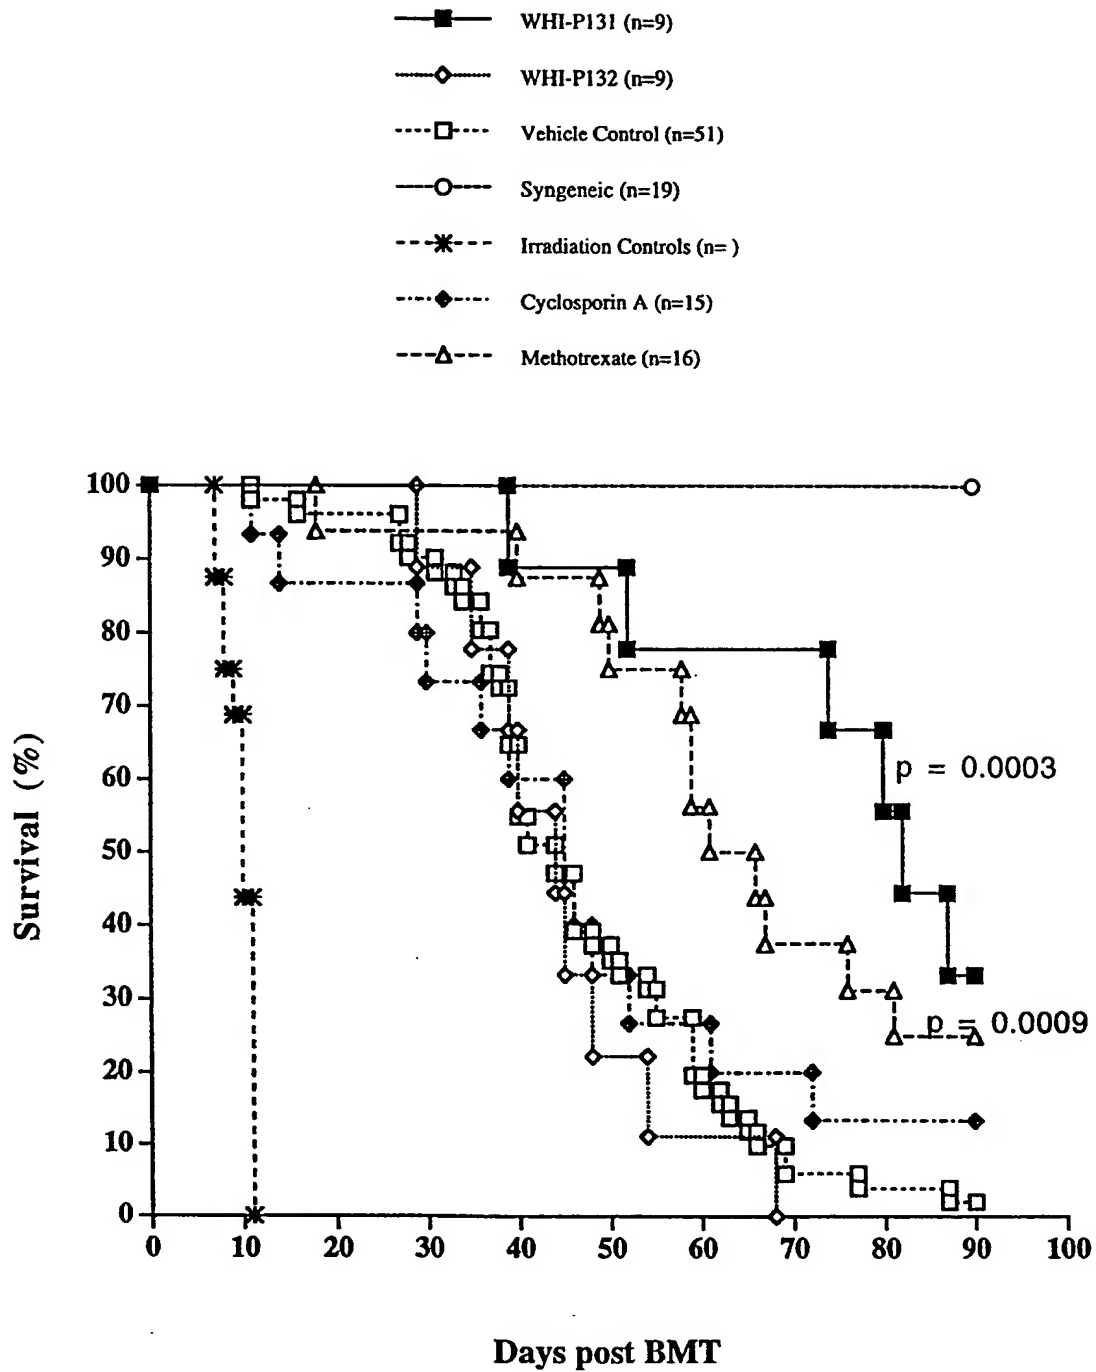 WHI-P131 (n=9)
WHI-P132 (n=9)
Vehicle Control (n=51)
Syngeneic (n=19)
Irradiation Controls (n= )
Cyclosporin A (n=15)
Methotrexate (n=16)
Survival (%)
100
90
80
70
60
50
40
30
20
10
0
p = 0.0003
p = 0.0009
0 10 20 30 40 50 60 70 80 90 100
Days post BMT